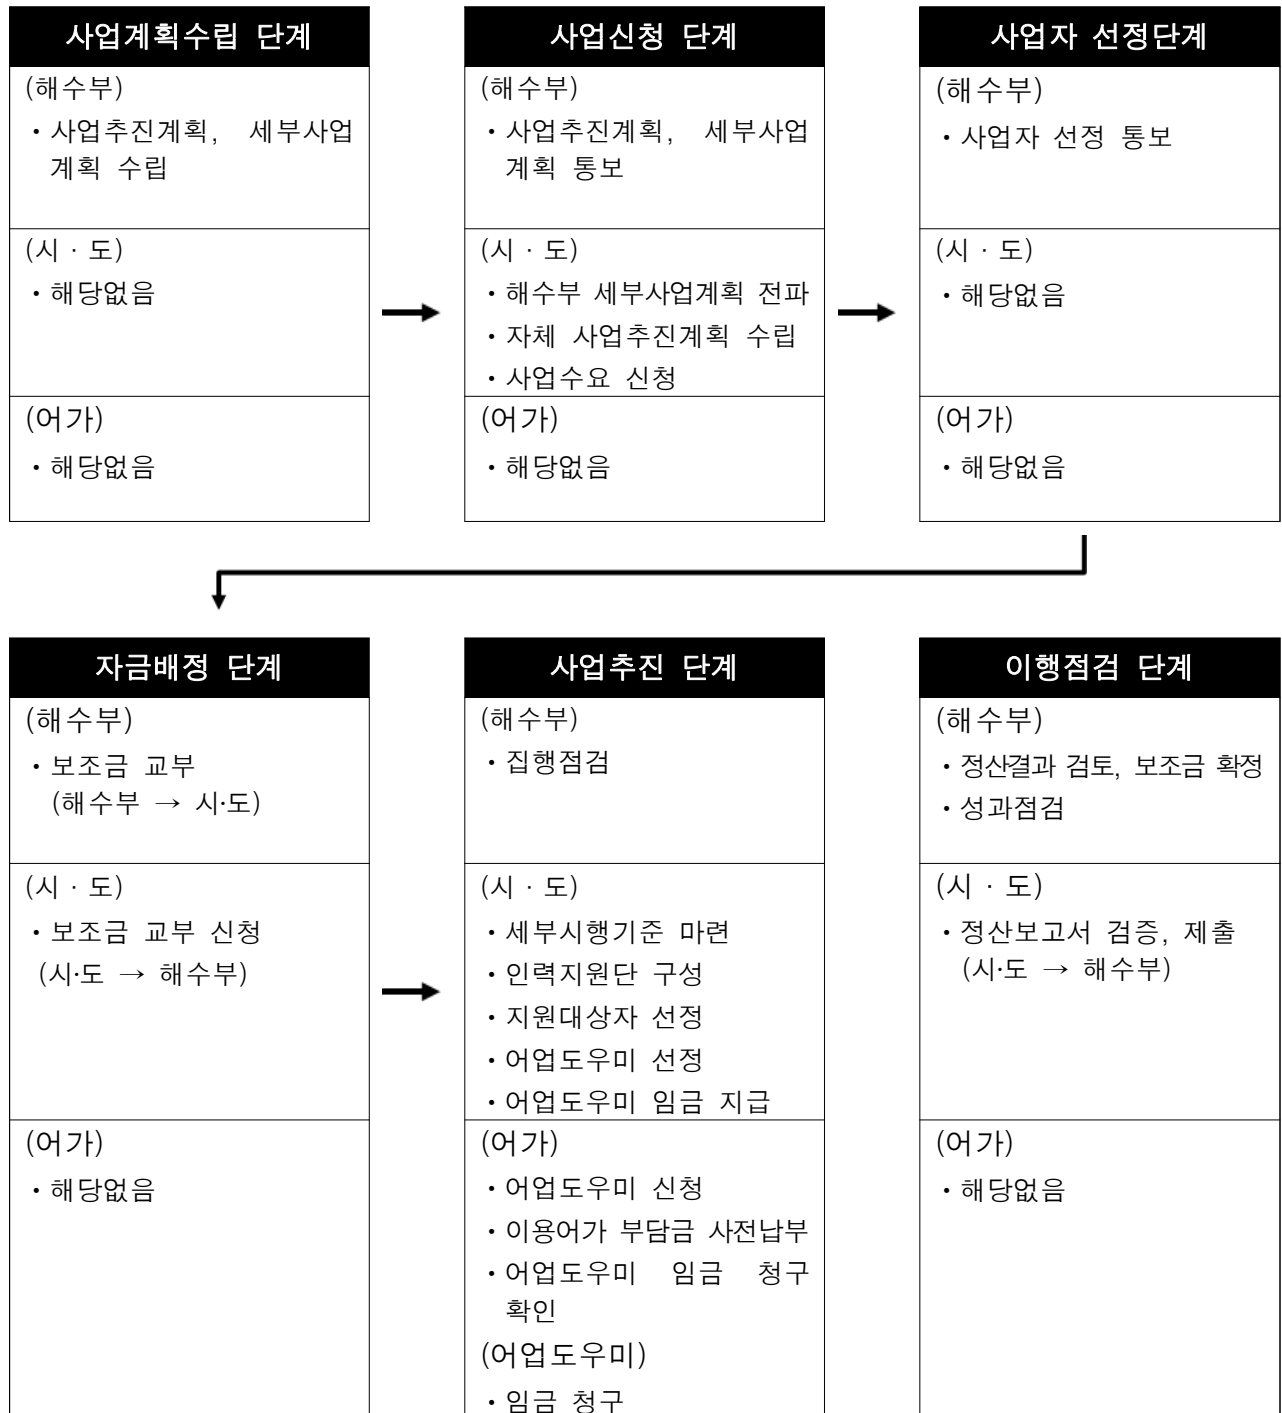 사업계획수립 단계
(해수부)
・사업추진계획, 세부사업
계획 수립
(시 · 도)
・해당없음
(어가)
・해당없음
사업신청 단계
(해수부)
・사업추진계획, 세부사업
계획 통보
(시 · 도)
・해수부 세부사업계획 전파
・자체 사업추진계획 수립
・사업수요 신청
(어가)
・해당없음
사업자 선정단계
(해수부)
・사업자 선정 통보
(시 · 도)
・해당없음
(어가)
・해당없음
자금배정 단계
(해수부)
・보조금 교부
(해수부 → 시·도)
(시 · 도)
・보조금 교부 신청
(시·도 → 해수부)
(어가)
・해당없음
사업추진 단계
(해수부)
・집행점검
(시 · 도)
・세부시행기준 마련
・인력지원단 구성
・지원대상자 선정
・어업도우미 선정
・어업도우미 임금 지급
(어가)
・어업도우미 신청
・이용어가 부담금 사전납부
・어업도우미 임금 청구
확인
(어업도우미)
・임금 청구
이행점검 단계
(해수부)
・정산결과 검토, 보조금 확정
・성과점검
(시 · 도)
・정산보고서 검증, 제출
(시·도 → 해수부)
(어가)
・해당없음